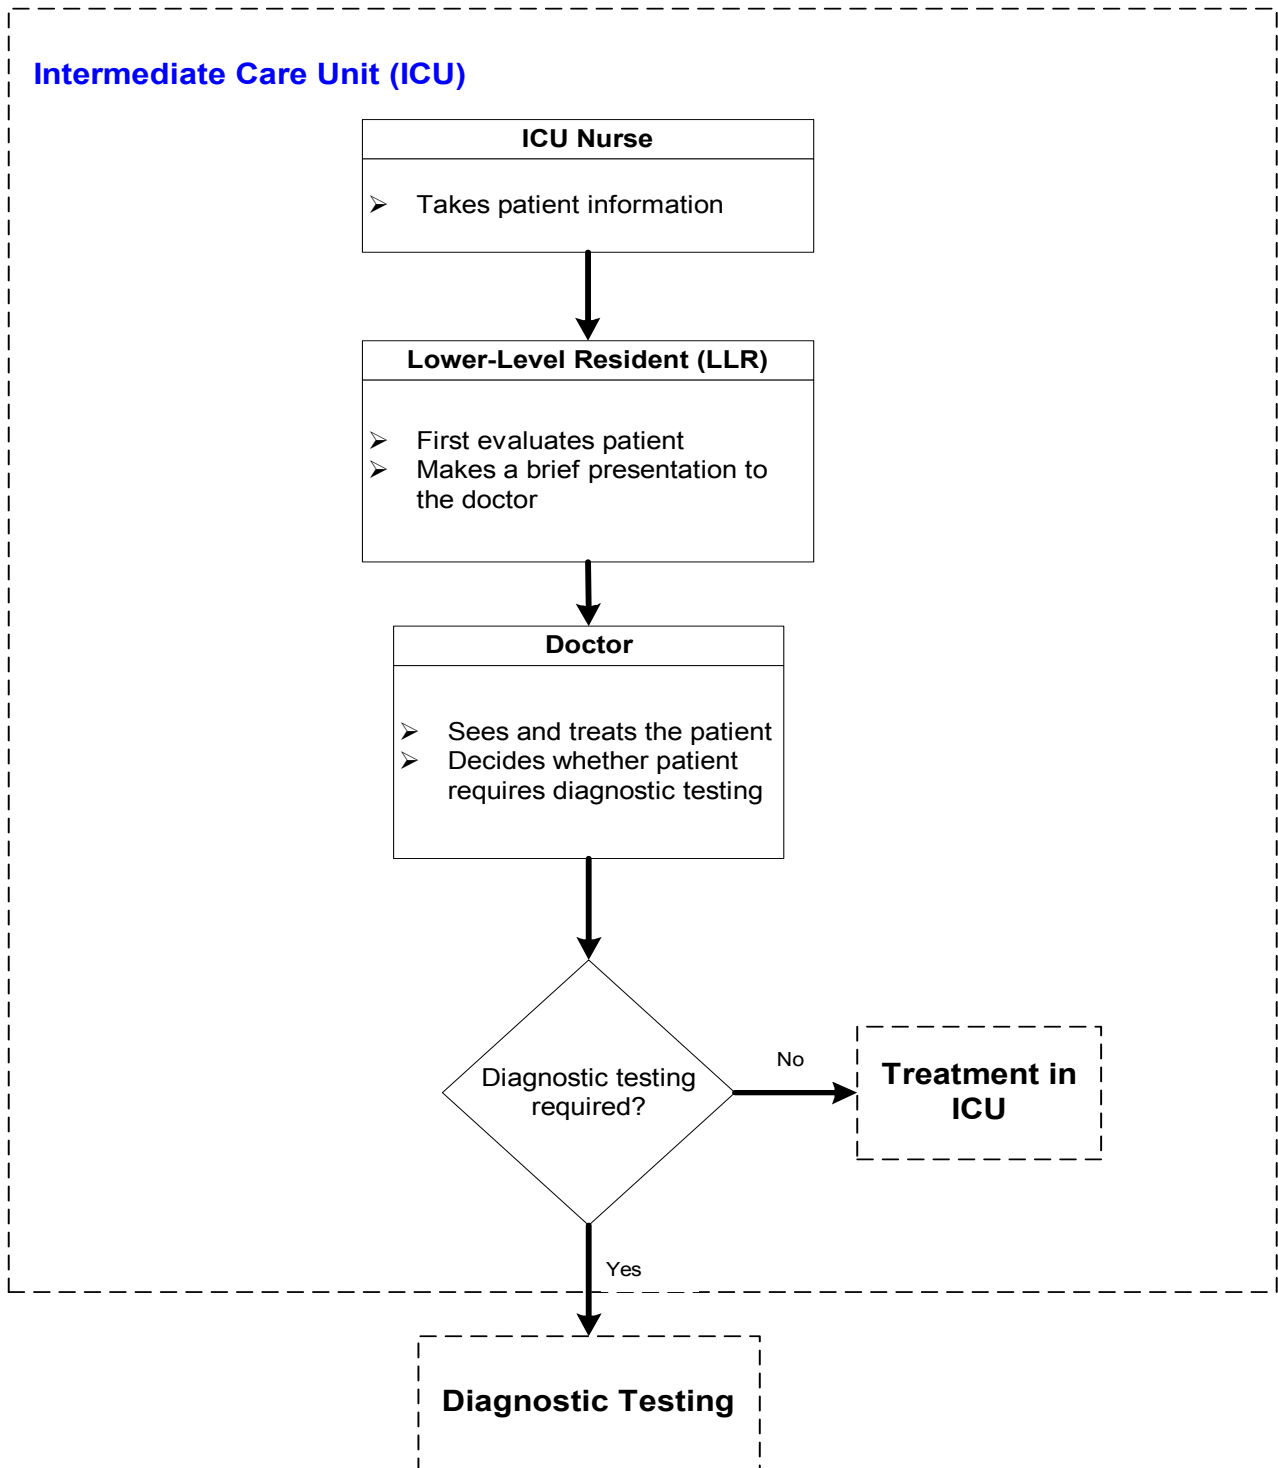 Intermediate Care Unit (ICU)
ICU Nurse
➢ Takes patient information
Lower-Level Resident (LLR)
➢ First evaluates patient
➢ Makes a brief presentation to
the doctor
Doctor
➢ Sees and treats the patient
➢ Decides whether patient
requires diagnostic testing
Diagnostic testing
required?
No
Treatment in
ICU
Yes
Diagnostic Testing